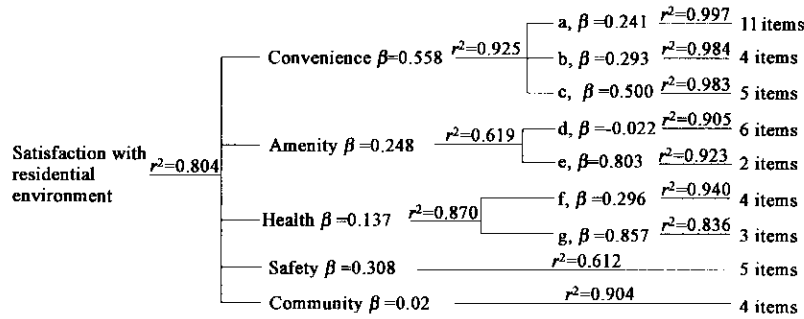 a, β =0.241 r²=0.997 11 items
Convenience β=0.558 r²=0.925 b, β =0.293 r²=0.984 4 items
c, β =0.500 r²=0.983 5 items
d, β =-0.022 r²=0.905 6 items
Amenity β =0.248 r²=0.619
e, β=0.803 r²=0.923 2 items
Satisfaction with
residential
environment
r²=0.804
f, β =0.296 r²=0.940 4 items
Health β =0.137 r²=0.870
g, β =0.857 r²=0.836 3 items
Safety β =0.308 r²=0.612 5 items
Community β =0.02 r²=0.904 4 items